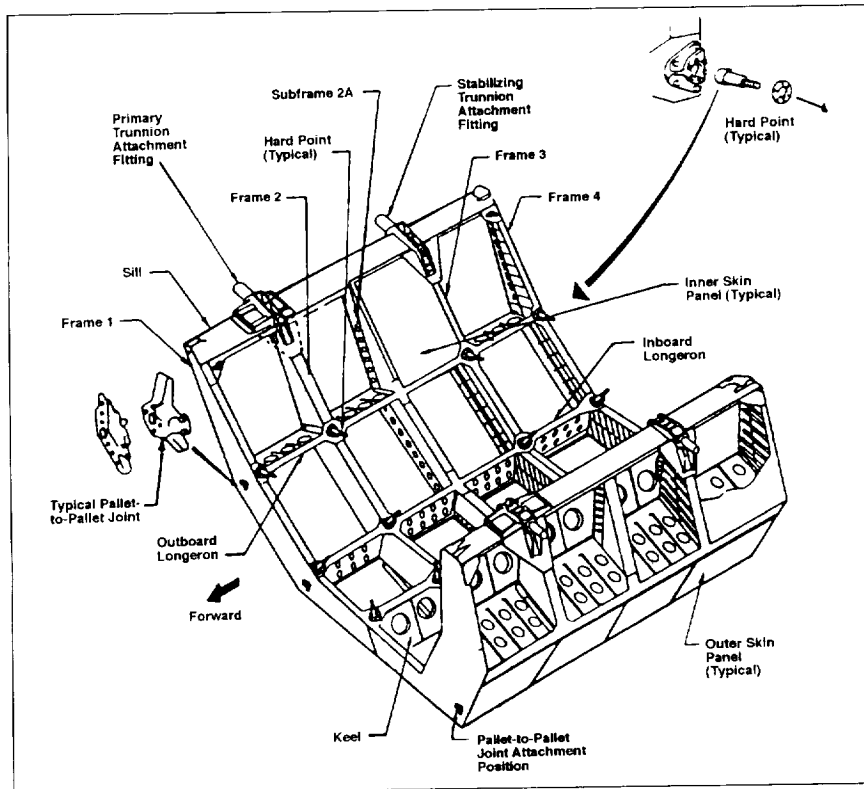 Stabilizing
Trunnion
Attachment
Fitting
Subframe 2A
Primary
Trunnion
Attachment
Fitting
Hard Point
(Typical)
Hard Point
(Typical)
Frame 3
Frame 2
Frame 4
Sill
Inner Skin
Panel (Typical)
Frame 1
Inboard
Longeron
Typical Pallet-
to-Pallet Joint
Outboard
Longeron
Forward
Outer Skin
Panel
(Typical)
Keel
Pallet-to-Pallet
Joint Attachment
Position